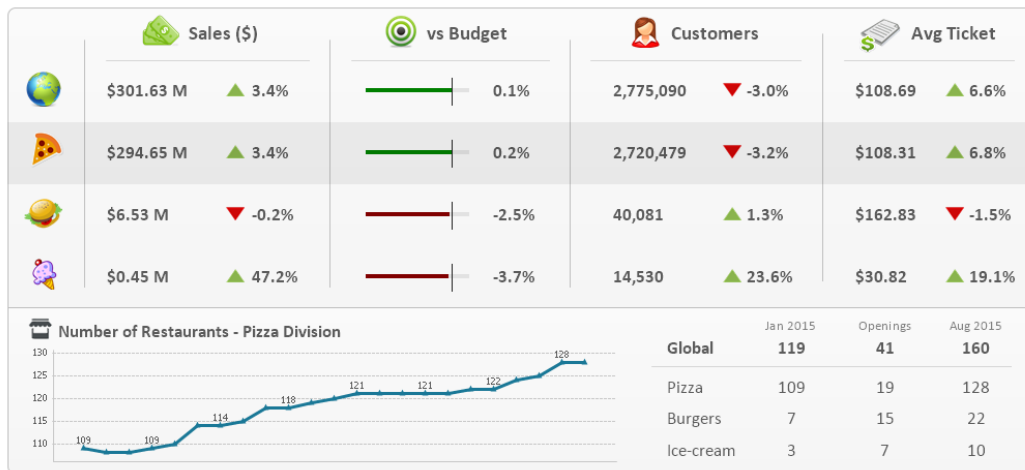 Sales ($) vs Budget Customers Avg Ticket
$301.63 M 3.4% 0.1% 2,775,090 -3.0% $108.69 6.6%
$294.65 M 3.4% 0.2% 2,720,479 -3.2% $108.31 6.8%
$6.53 M -0.2% -2.5% 40,081 1.3% $162.83 -1.5%
$0.45 M 47.2% -3.7% 14,530 23.6% $30.82 19.1%
Number of Restaurants - Pizza Division
130
125
120
115
110
109 109 114 118 121 121 122 128
Jan 2015 Openings Aug 2015
Global 119 41 160
Pizza 109 19 128
Burgers 7 15 22
Ice-cream 3 7 10